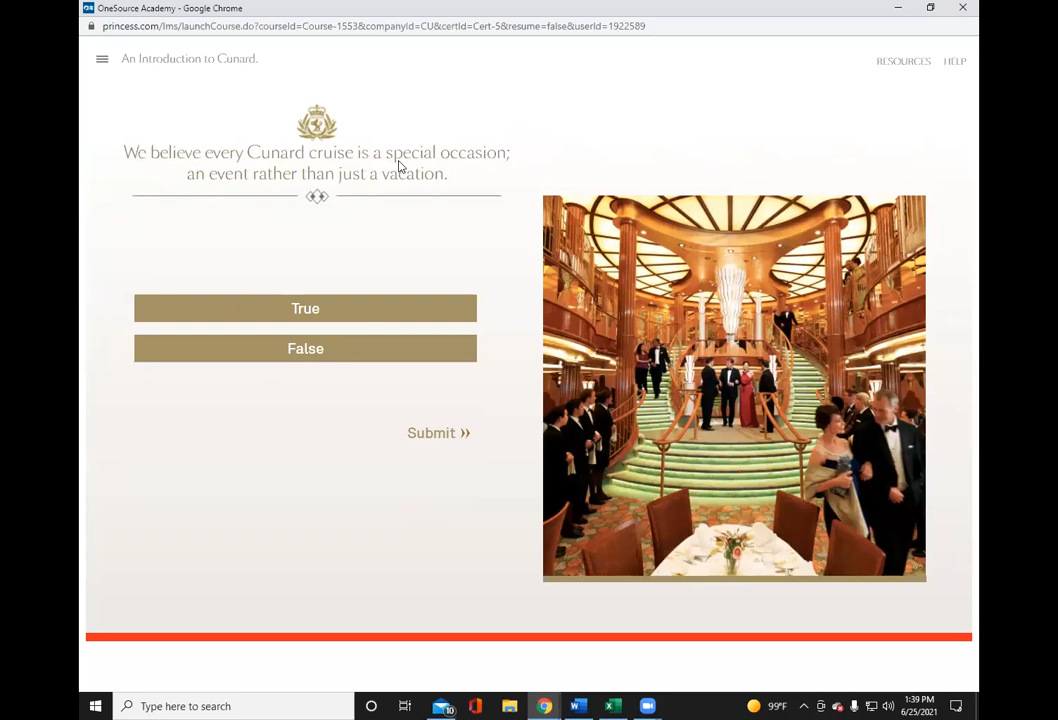 OneSource Academy - Google Chrome
princess.com/lms/launchCourse.do?courseId=Course-1553&companyId=CU&certId=Cert-5&resume=false&userId=1922589
An Introduction to Cunard.
RESOURCES HELP
We believe every Cunard cruise is a special occasion;
an event rather than just a vacation.
True
False
Submit
Type here to search
10
99°F
1:39 PM
6/25/2021